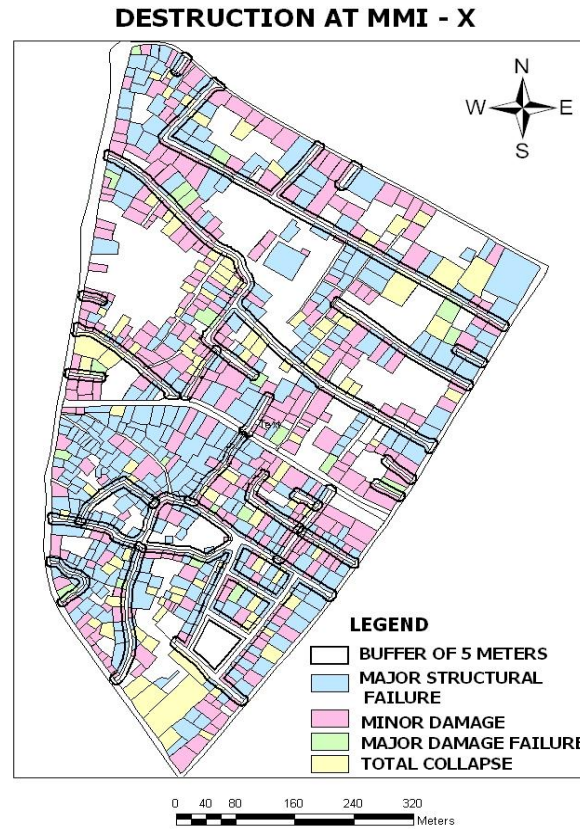 DESTRUCTION AT MMI - X
N
W E
S
LEGEND
BUFFER OF 5 METERS
MAJOR STRUCTURAL
FAILURE
MINOR DAMAGE
MAJOR DAMAGE FAILURE
TOTAL COLLAPSE
0 40 80 160 240 320
Meters